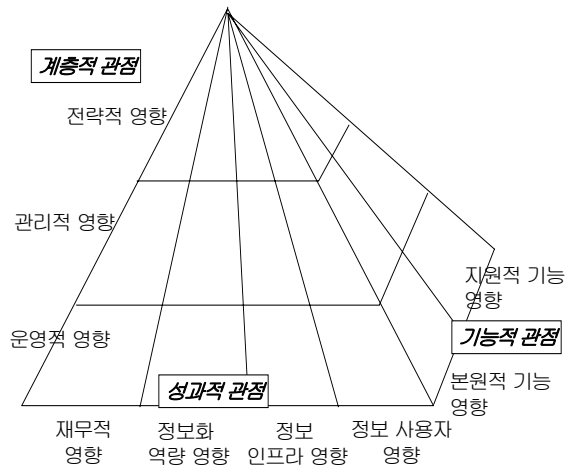 계층적 관점
전략적 영향
관리적 영향
지원적 기능
영향
운영적 영향
기능적 관점
성과적 관점
본원적 기능
영향
재무적
영향
정보화
역량 영향
정보
인프라 영향
정보 사용자
영향